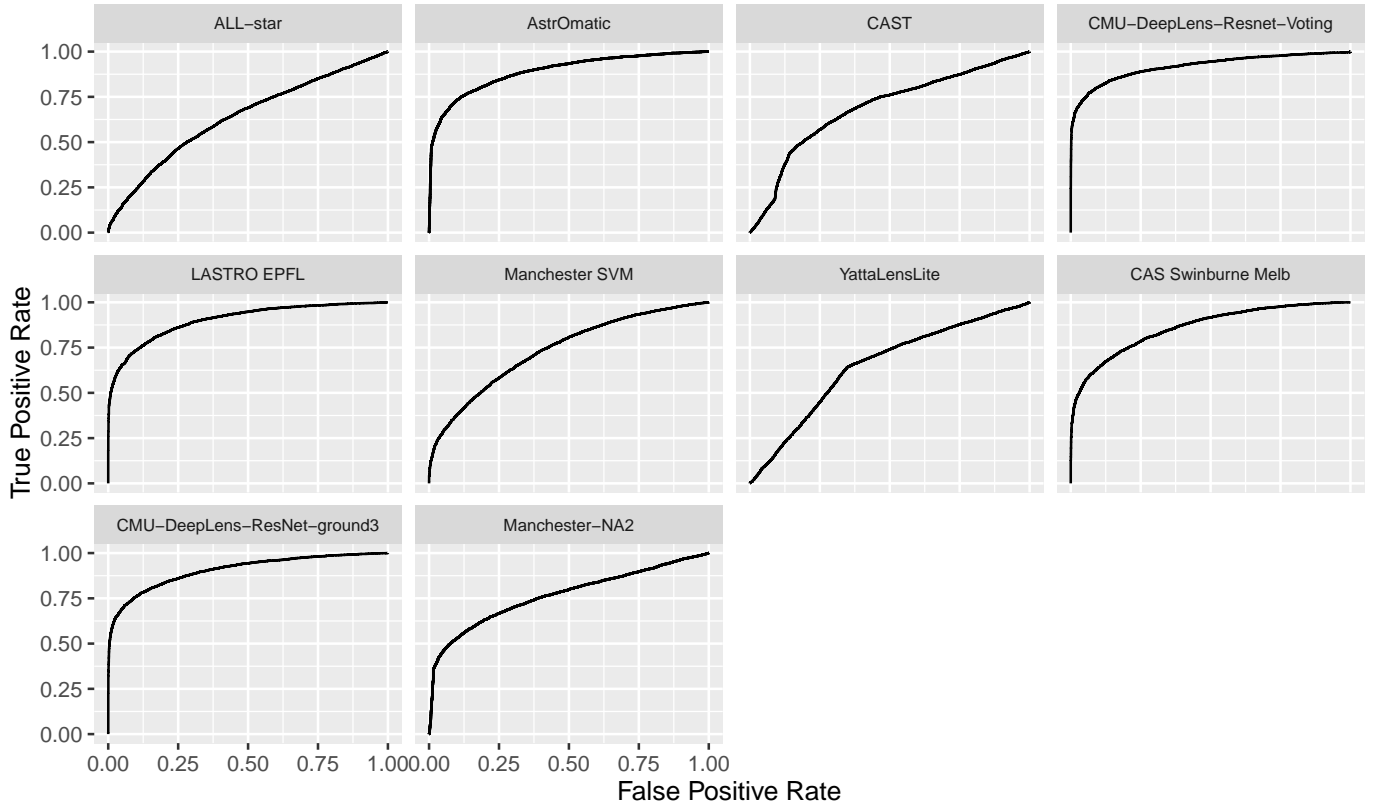 ALL−star
AstrOmatic
CAST
CMU−DeepLens−Resnet−Voting
1.00
0.75
0.50
0.25
0.00
LASTRO EPFL
Manchester SVM
YattaLensLite
CAS Swinburne Melb
1.00
0.75
0.50
0.25
0.00
True Positive Rate
CMU−DeepLens−ResNet−ground3
Manchester−NA2
1.00
0.75
0.50
0.25
0.00
0.00 0.25 0.50 0.75 1.00
0.00 0.25 0.50 0.75 1.00
False Positive Rate